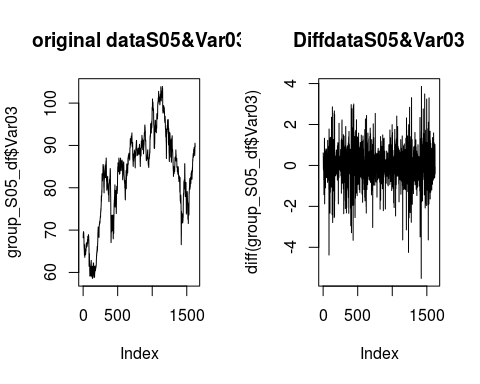 original dataS05&Var03
DiffdataS05&Var03
group_S05_df$Var03
100
90
80
70
60
0 500 1500
Index
diff(group_S05_df$Var03)
4
2
0
-2
-4
0 500 1500
Index